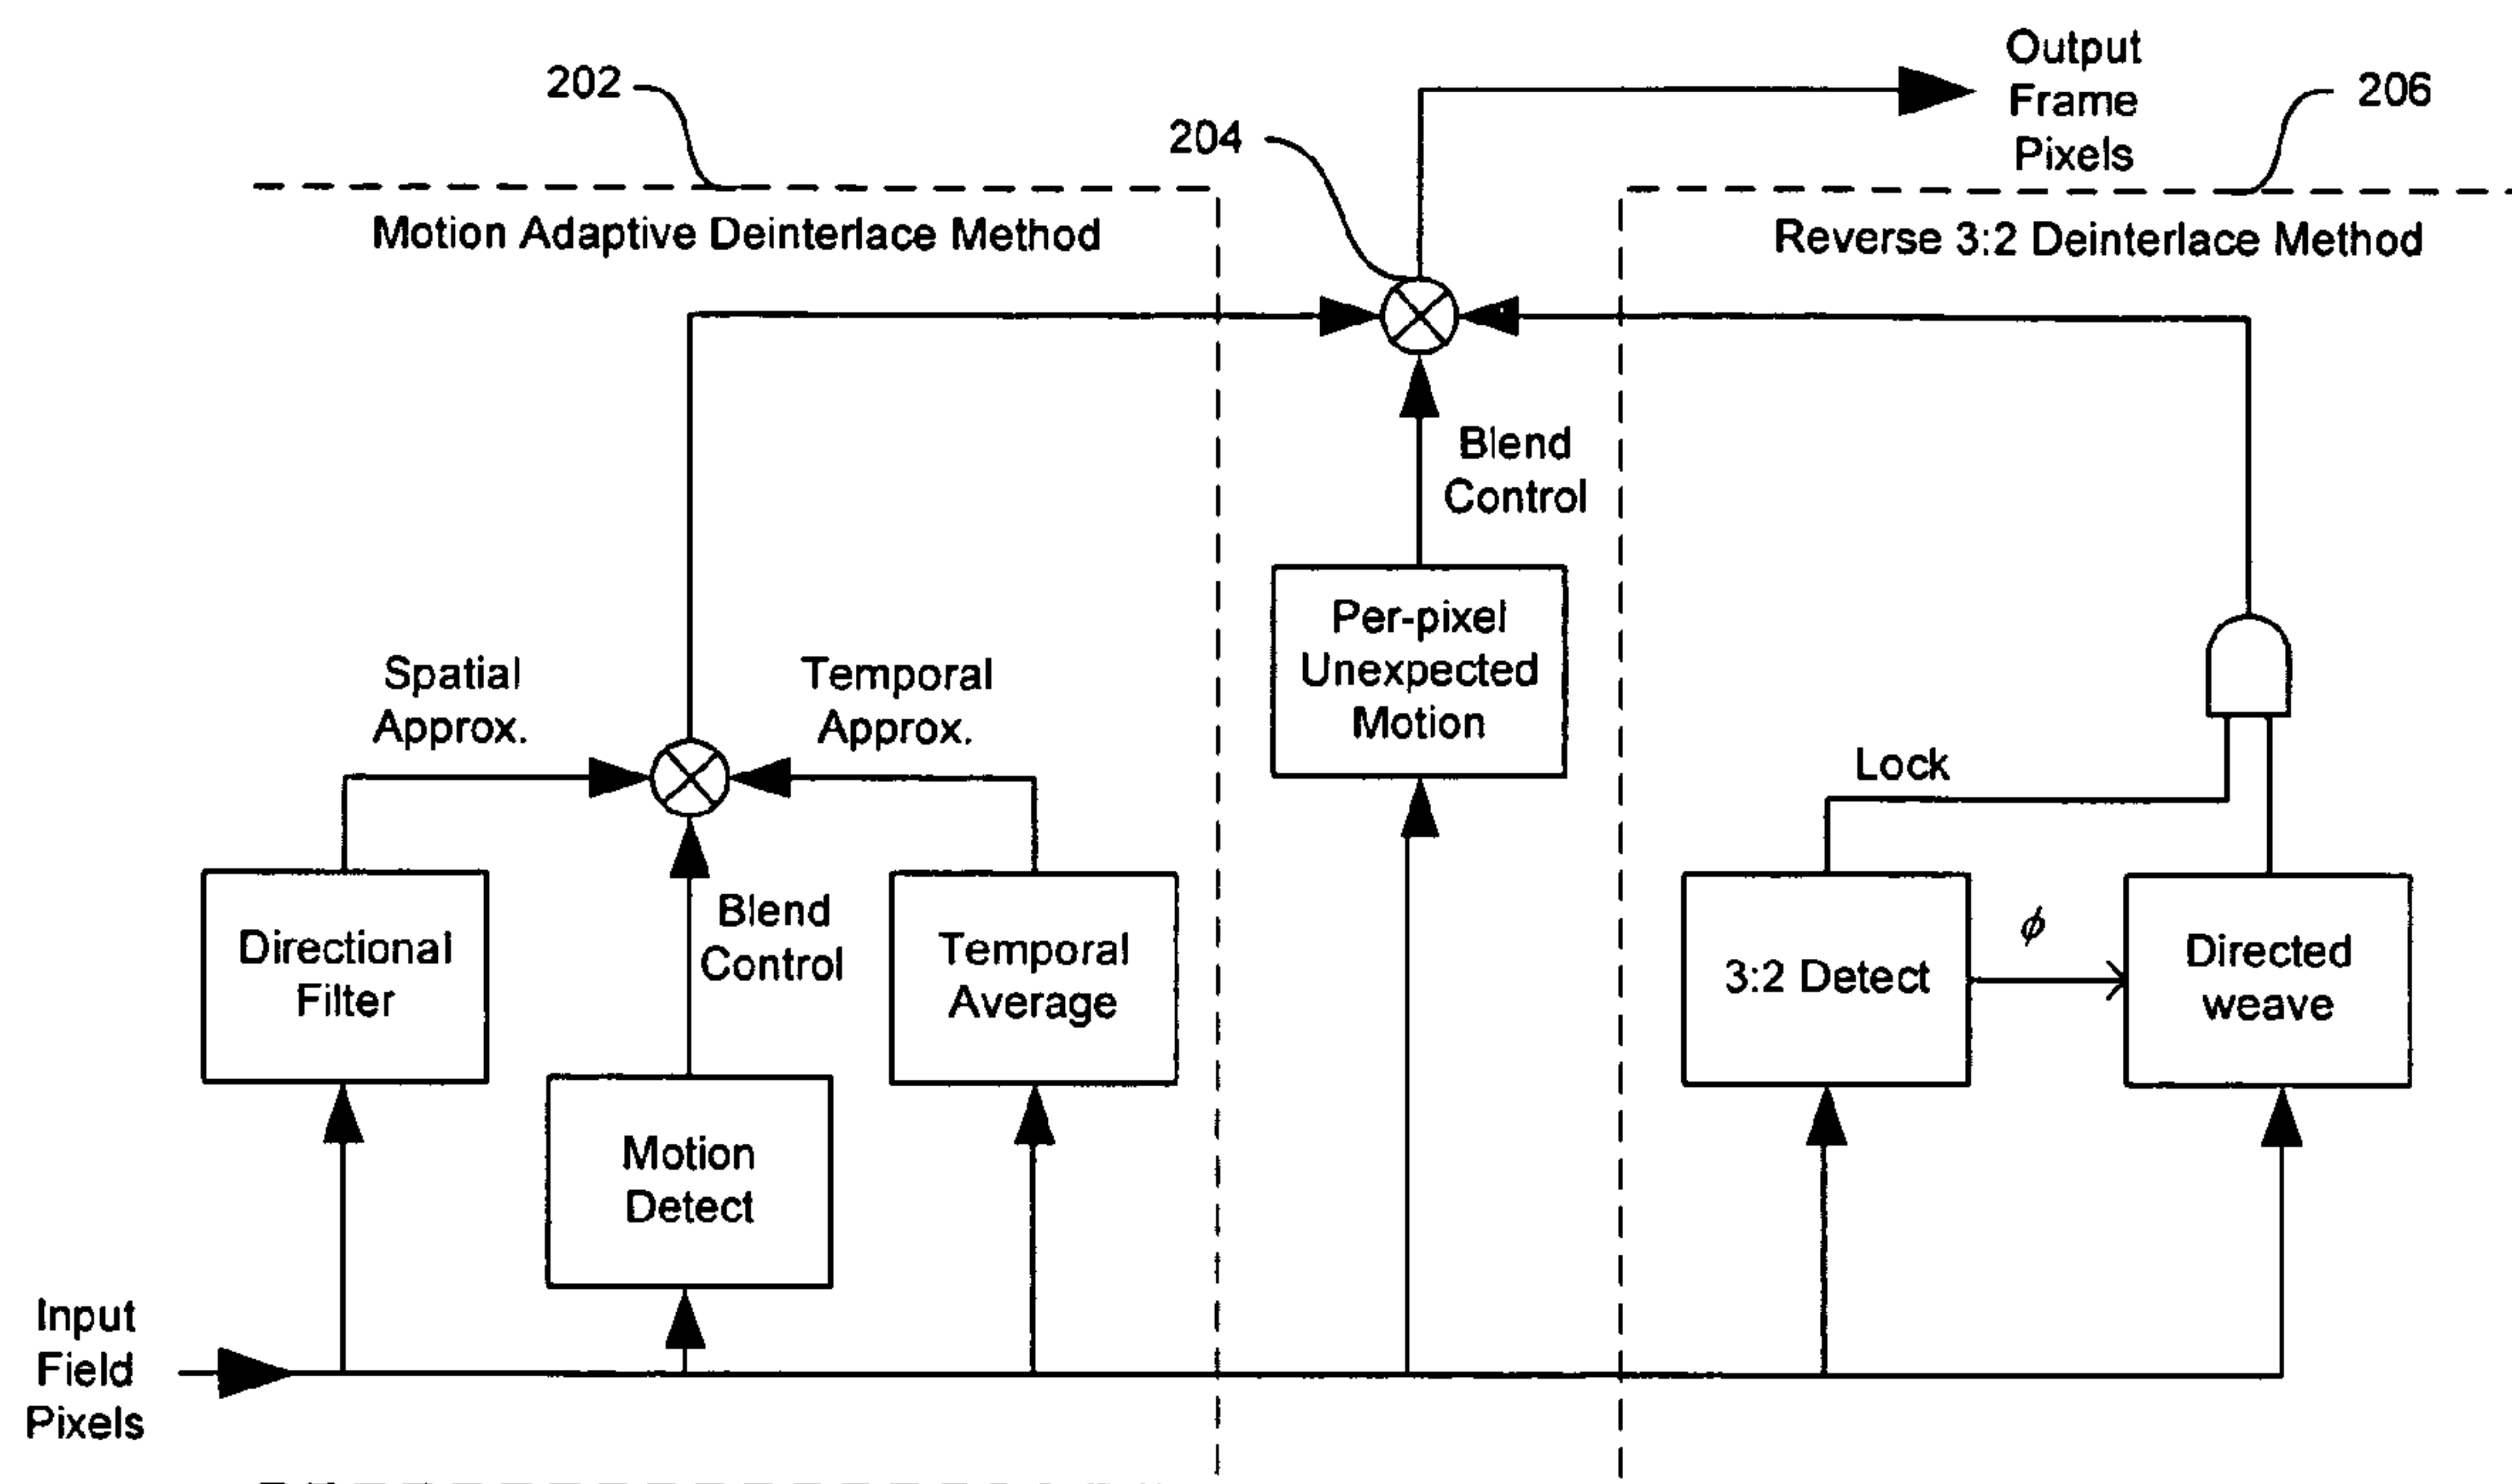 202
204
Output
Frame
Pixels
206
Motion Adaptive Deinterlace Method
Reverse 3:2 Deinterlace Method
Blend
Control
Per-pixel
Unexpected
Motion
Spatial
Approx.
Temporal
Approx.
Lock
Directional
Filter
Blend
Control
Temporal
Average
3:2 Detect
ϕ
Directed
weave
Motion
Detect
Input
Field
Pixels